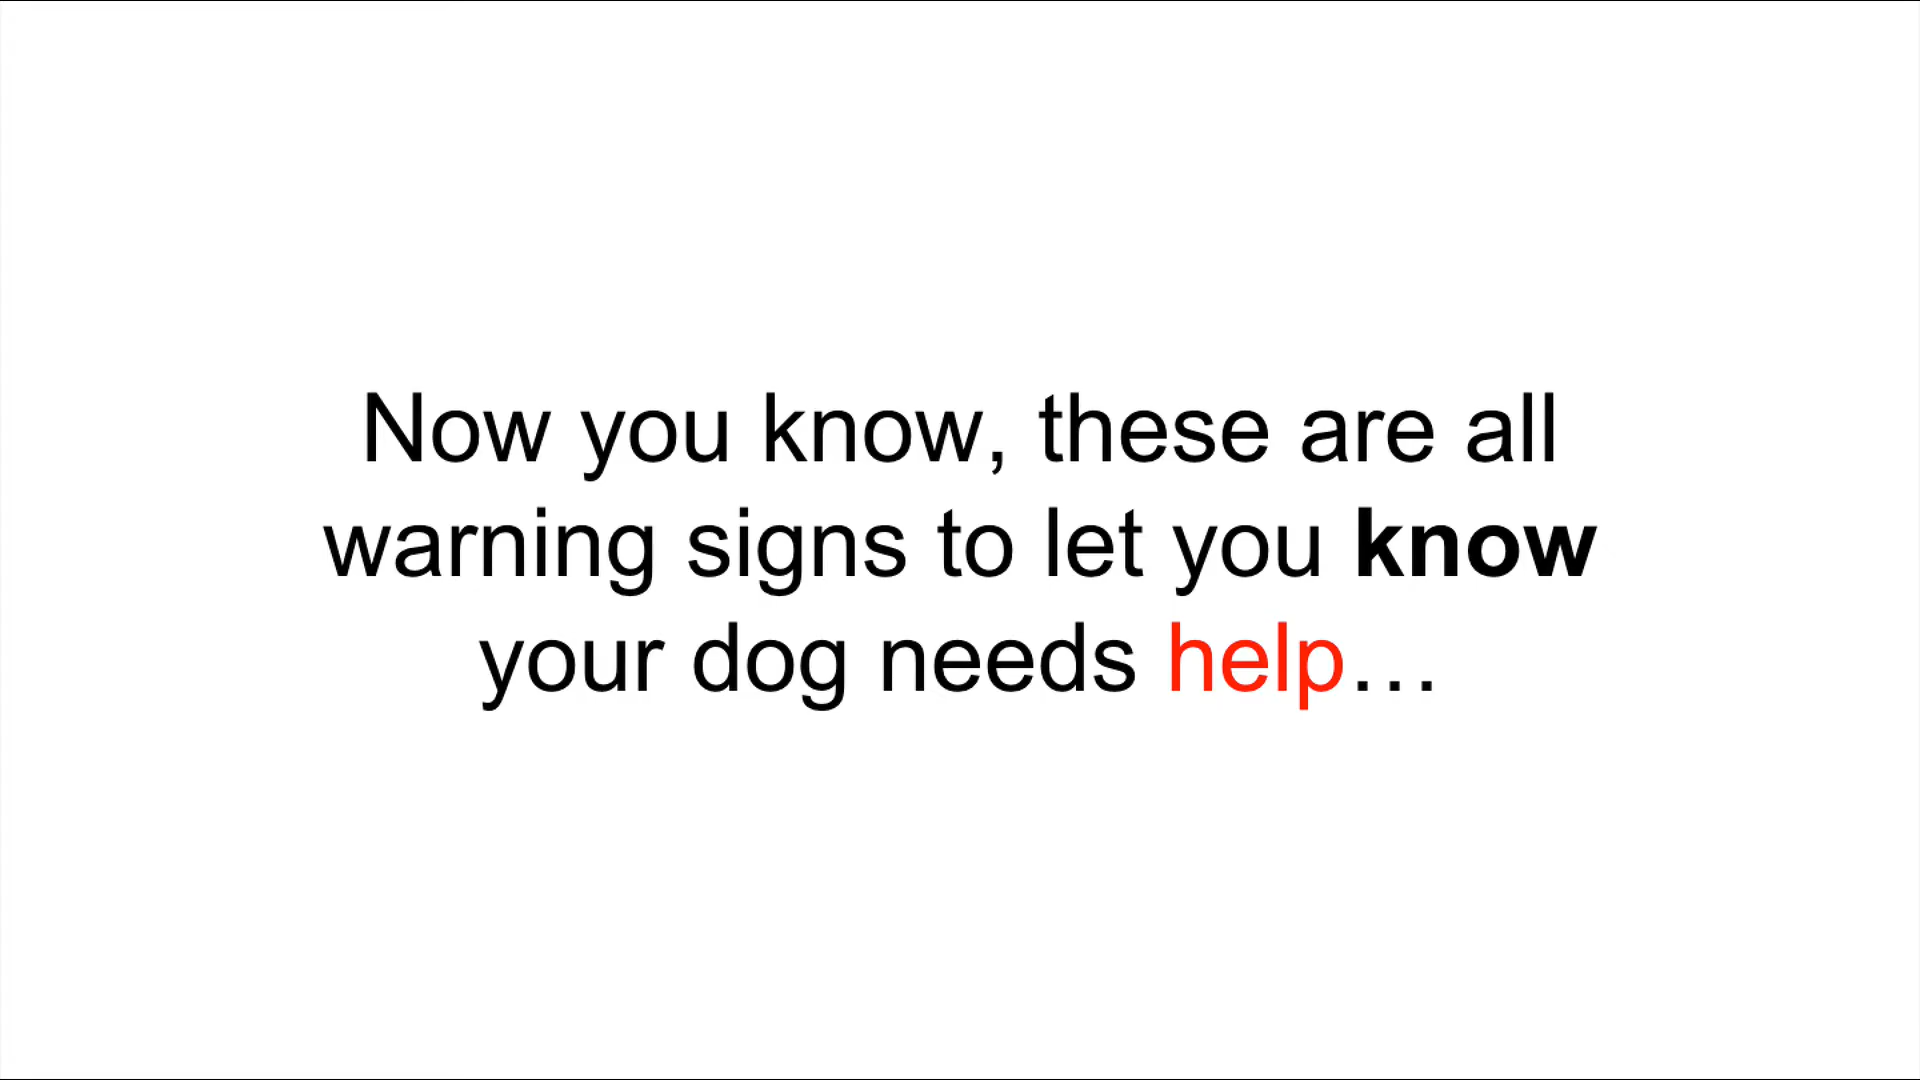 Now you know, these are all
warning signs to let you know
your dog needs help…